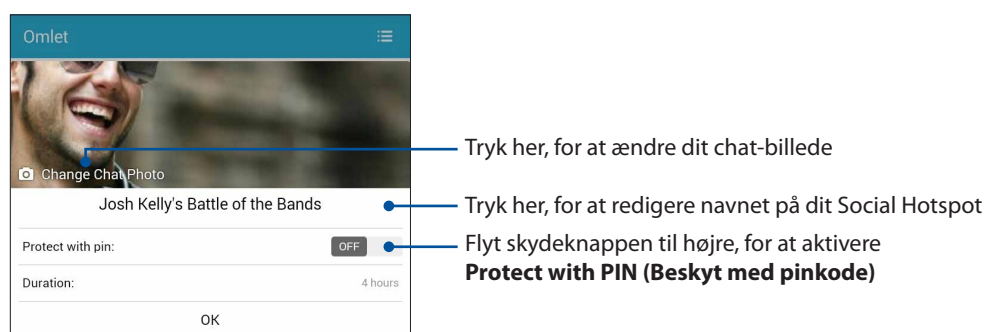 Omlet
Change Chat Photo
Josh Kelly's Battle of the Bands
Protect with pin:
OFF
Duration:
4 hours
OK
Tryk her, for at ændre dit chat-billede
Tryk her, for at redigere navnet på dit Social Hotspot
Flyt skydeknappen til højre, for at aktivere
Protect with PIN (Beskyt med pinkode)